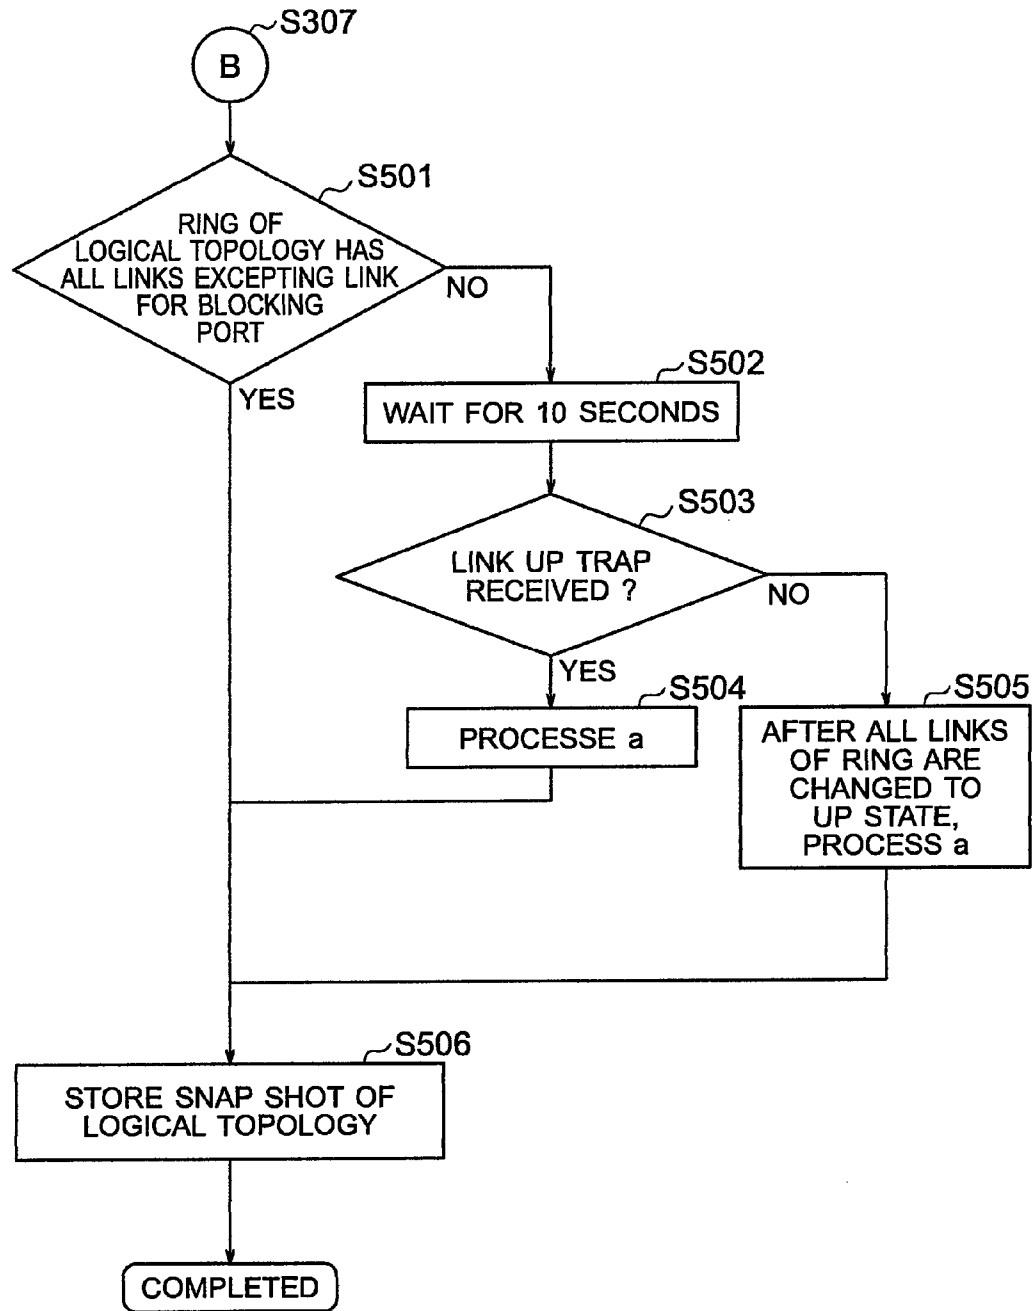 S307
B
S501
RING OF
LOGICAL TOPOLOGY HAS
ALL LINKS EXCEPTING LINK
FOR BLOCKING
PORT
NO
YES
S502
WAIT FOR 10 SECONDS
S503
LINK UP TRAP
RECEIVED ?
NO
YES
S504
PROCESSE a
S505
AFTER ALL LINKS
OF RING ARE
CHANGED TO
UP STATE,
PROCESS a
S506
STORE SNAP SHOT OF
LOGICAL TOPOLOGY
COMPLETED